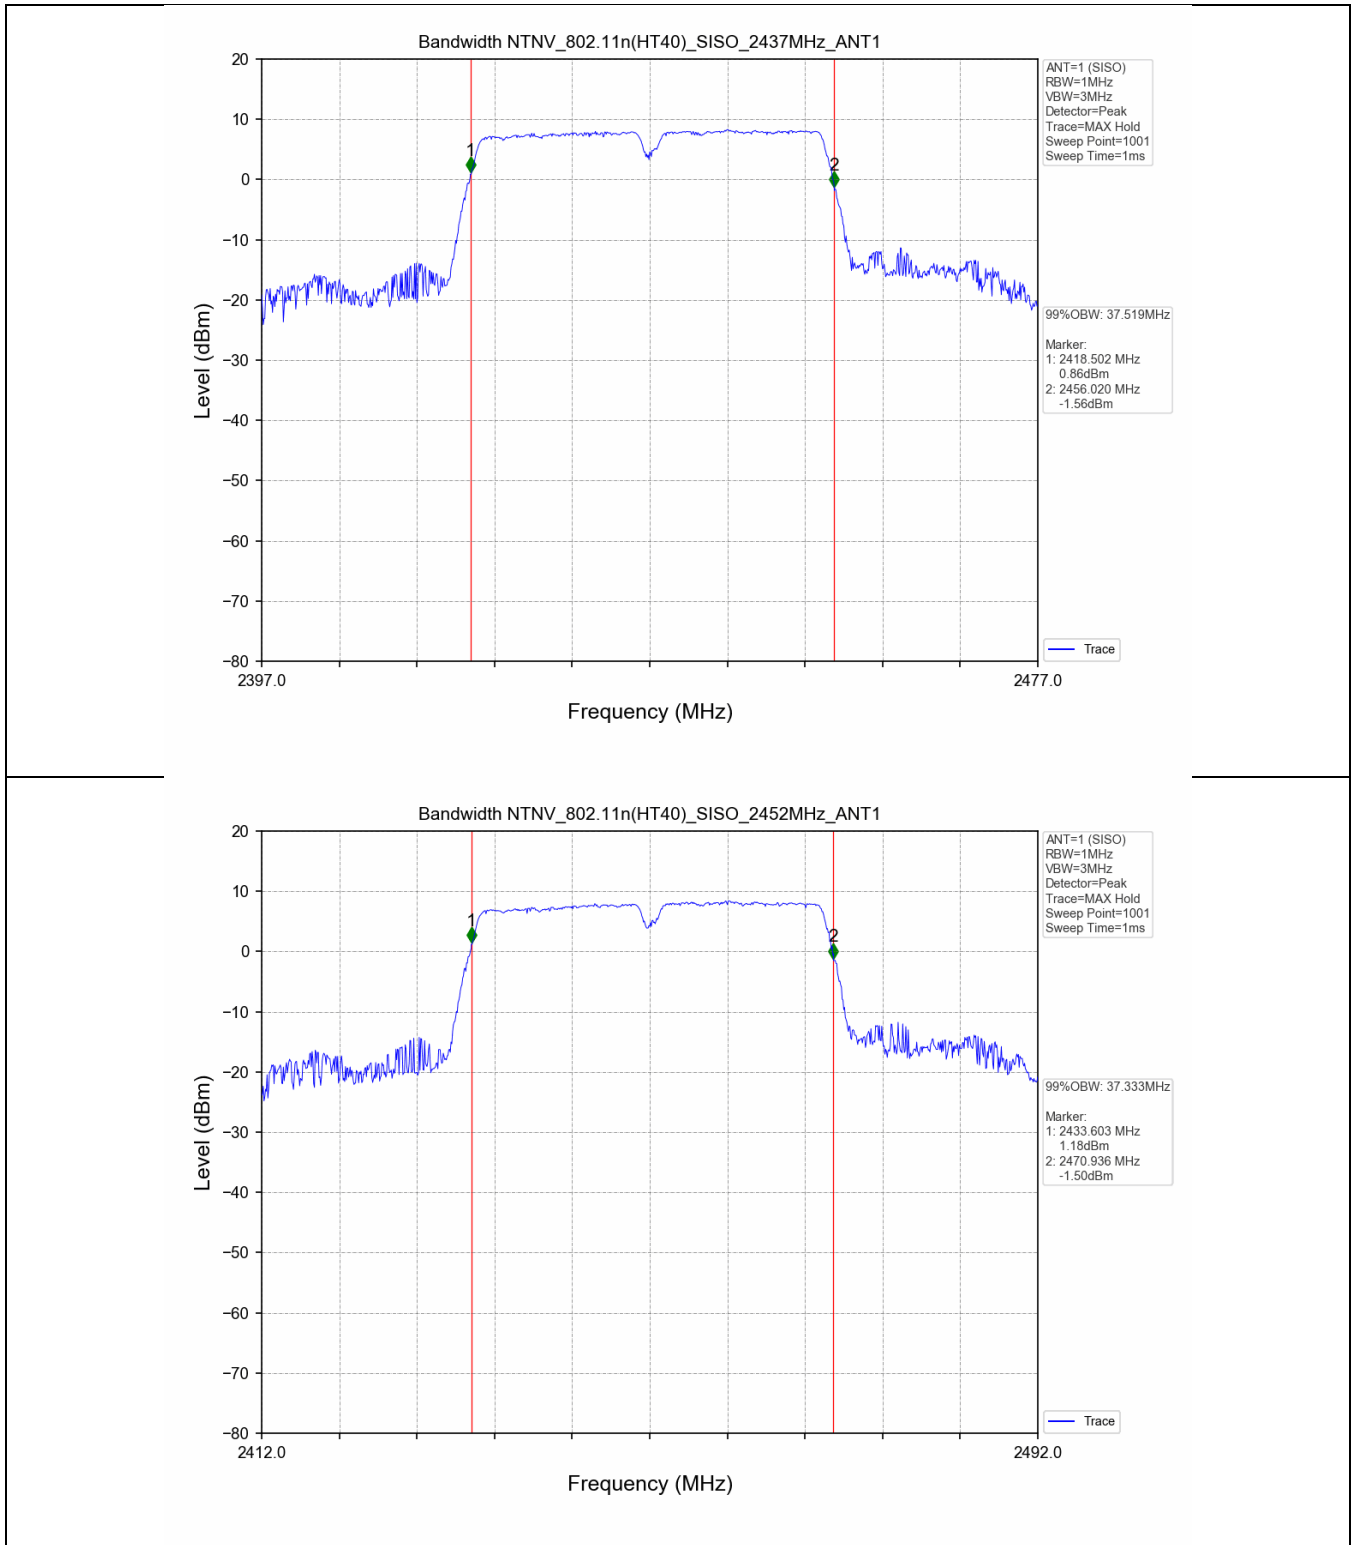 Bandwidth NTNV_802.11n(HT40)_SISO_2437MHz_ANT1
20
10
0
−10
−20
−30
−40
−50
−60
−70
−80
Level (dBm)
1
2
2397.0
2477.0
Frequency (MHz)
ANT=1 (SISO)
RBW=1MHz
VBW=3MHz
Detector=Peak
Trace=MAX Hold
Sweep Point=1001
Sweep Time=1ms
99%OBW: 37.519MHz
Marker:
1: 2418.502 MHz
0.86dBm
2: 2456.020 MHz
-1.56dBm
Trace
Bandwidth NTNV_802.11n(HT40)_SISO_2452MHz_ANT1
20
10
0
−10
−20
−30
−40
−50
−60
−70
−80
Level (dBm)
1
2
2412.0
2492.0
Frequency (MHz)
ANT=1 (SISO)
RBW=1MHz
VBW=3MHz
Detector=Peak
Trace=MAX Hold
Sweep Point=1001
Sweep Time=1ms
99%OBW: 37.333MHz
Marker:
1: 2433.603 MHz
1.18dBm
2: 2470.936 MHz
-1.50dBm
Trace